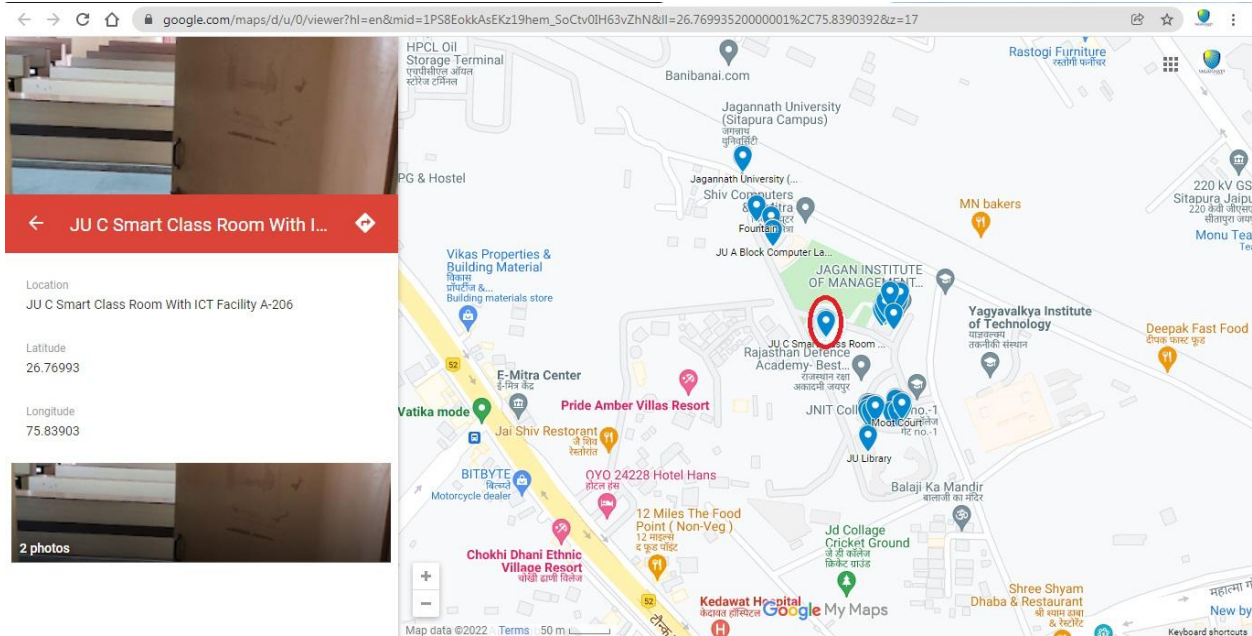 google.com/maps/d/u/0/viewer?hl=en&mid=1PS8EokkAsEKz19hem_SoCtv0IH63vZhN&ll=26.76993520000001%2C75.8390392&z=17
JU C Smart Class Room With I...
Location
JU C Smart Class Room With ICT Facility A-206
Latitude
26.76993
Longitude
75.83903
2 photos
HPCL Oil
Storage Terminal
एचपीसीएल ऑयल
स्टोरेज टर्मिनल
Banibanai.com
Rastogi Furniture
रस्तोगी फर्नीचर
Jagannath University
(Sitapura Campus)
जगन्नाथ
युनिवर्सिटी
PG & Hostel
Jagannath University (...
Shiv Computers
Fountain
JU A Block Computer La...
MN bakers
220 kV GS
Sitapura Jaipu
220 केवी जीएसए
सीतापुरा जय
Monu Tea
Te
Vikas Properties &
Building Material
विकास
प्रॉपर्टीज &...
Building materials store
JAGAN INSTITUTE
OF MANAGEMENT...
Yagyavalkya Institute
of Technology
याज्ञवल्क्य
तकनीकी संस्थान
Deepak Fast Food
दीपक फास्ट फूड
JU C Smart Class Room ...
Rajasthan Defence
Academy- Best...
राजस्थान रक्षा
अकादमी जयपुर
52
E-Mitra Center
ई-मित्र केंद्र
Pride Amber Villas Resort
Vatika mode
JNIT Coll
no.-1
Moot Court
गेट no.-1
JU Library
Jai Shiv Restorant
जै शिव
रेस्तोरांत
BITBYTE
बिटबाइट
Motorcycle dealer
OYO 24228 Hotel Hans
होटल हंस
Balaji Ka Mandir
बालाजी का मंदिर
12 Miles The Food
Point ( Non-Veg )
12 माइल्स
द फूड पॉइंट
Jd Collage
Cricket Ground
जे डी कॉलेज
क्रिकेट ग्राउंड
Chokhi Dhani Ethnic
Village Resort
चोखी ढाणी विलेज
52
Kedawat Hospital
केदावत हॉस्पिटल
Google My Maps
Shree Shyam
Dhaba & Restaurant
श्री श्याम ढाबा
& रेस्टोरेंट
New by
Map data ©2022
Terms
50 m
Keyboard shortcuts